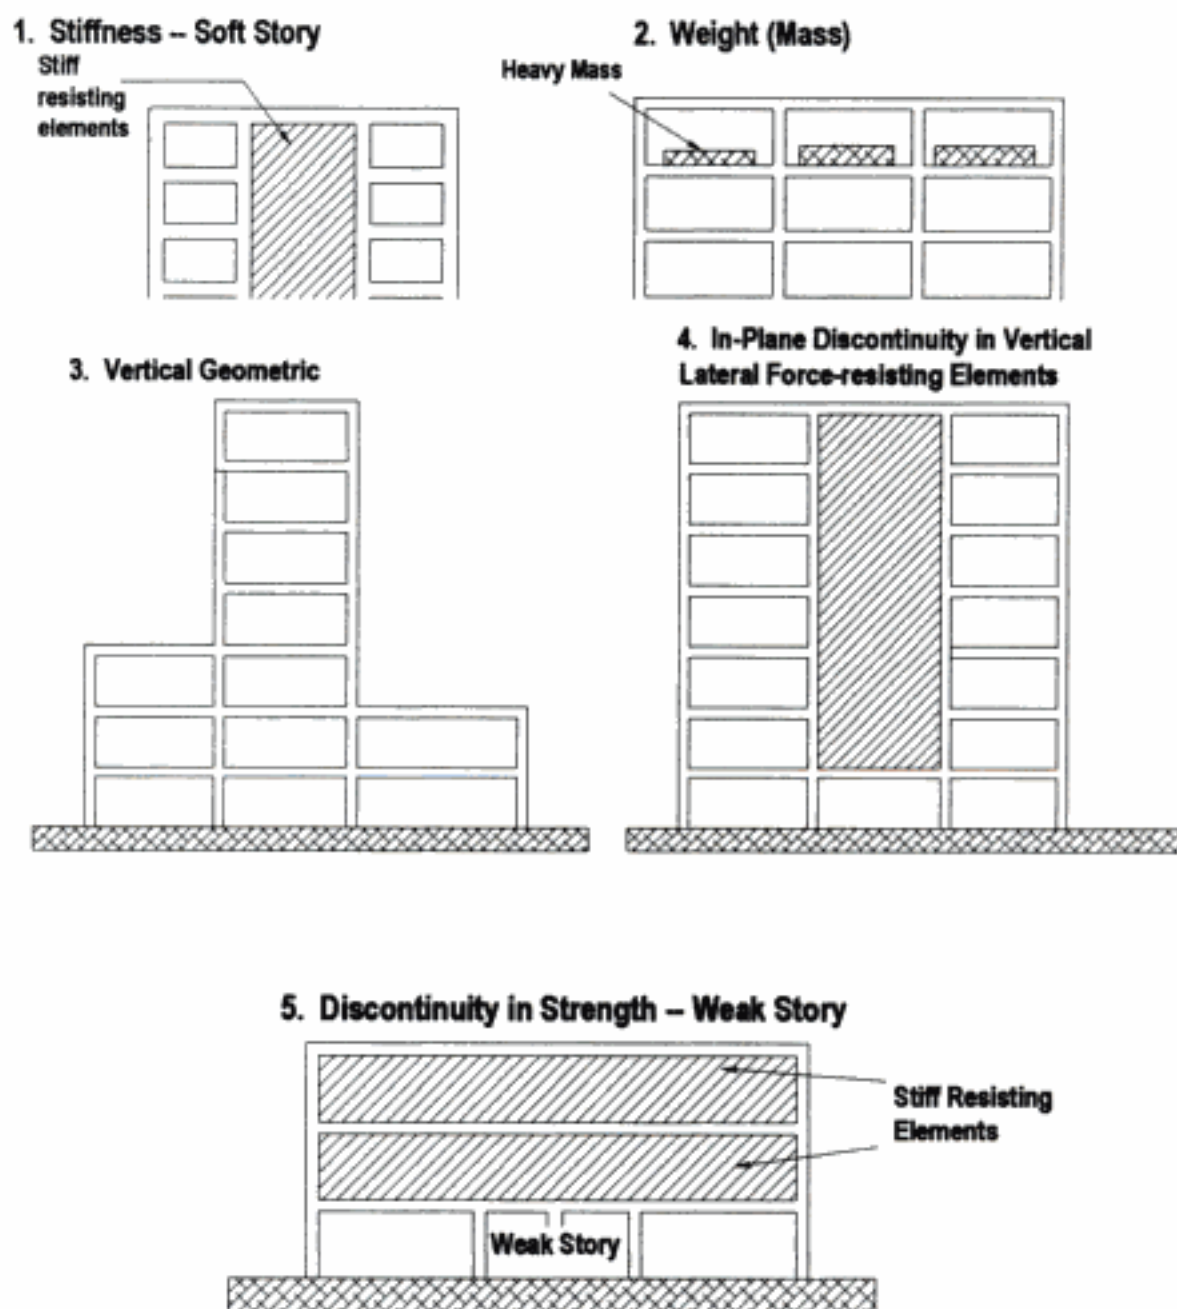 1. Stiffness -- Soft Story
Stiff
resisting
elements
2. Weight (Mass)
Heavy Mass
3. Vertical Geometric
4. In-Plane Discontinuity in Vertical
Lateral Force-resisting Elements
5. Discontinuity in Strength -- Weak Story
Stiff Resisting
Elements
Weak Story